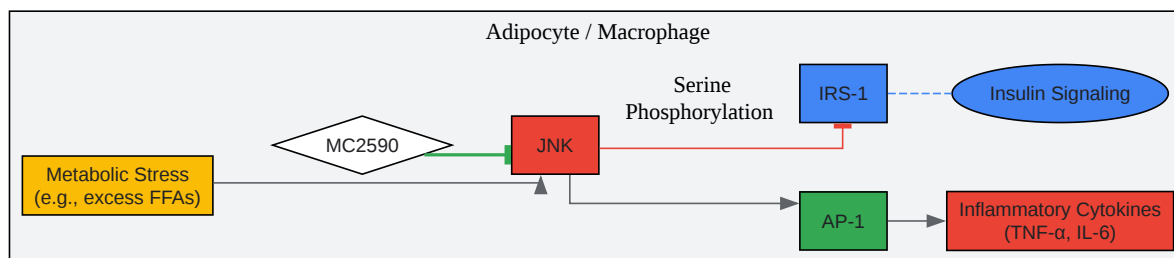 Adipocyte / Macrophage
Serine
Phosphorylation
IRS-1
Insulin Signaling
MC2590
JNK
Metabolic Stress
(e.g., excess FFAs)
AP-1
Inflammatory Cytokines
(TNF-α, IL-6)